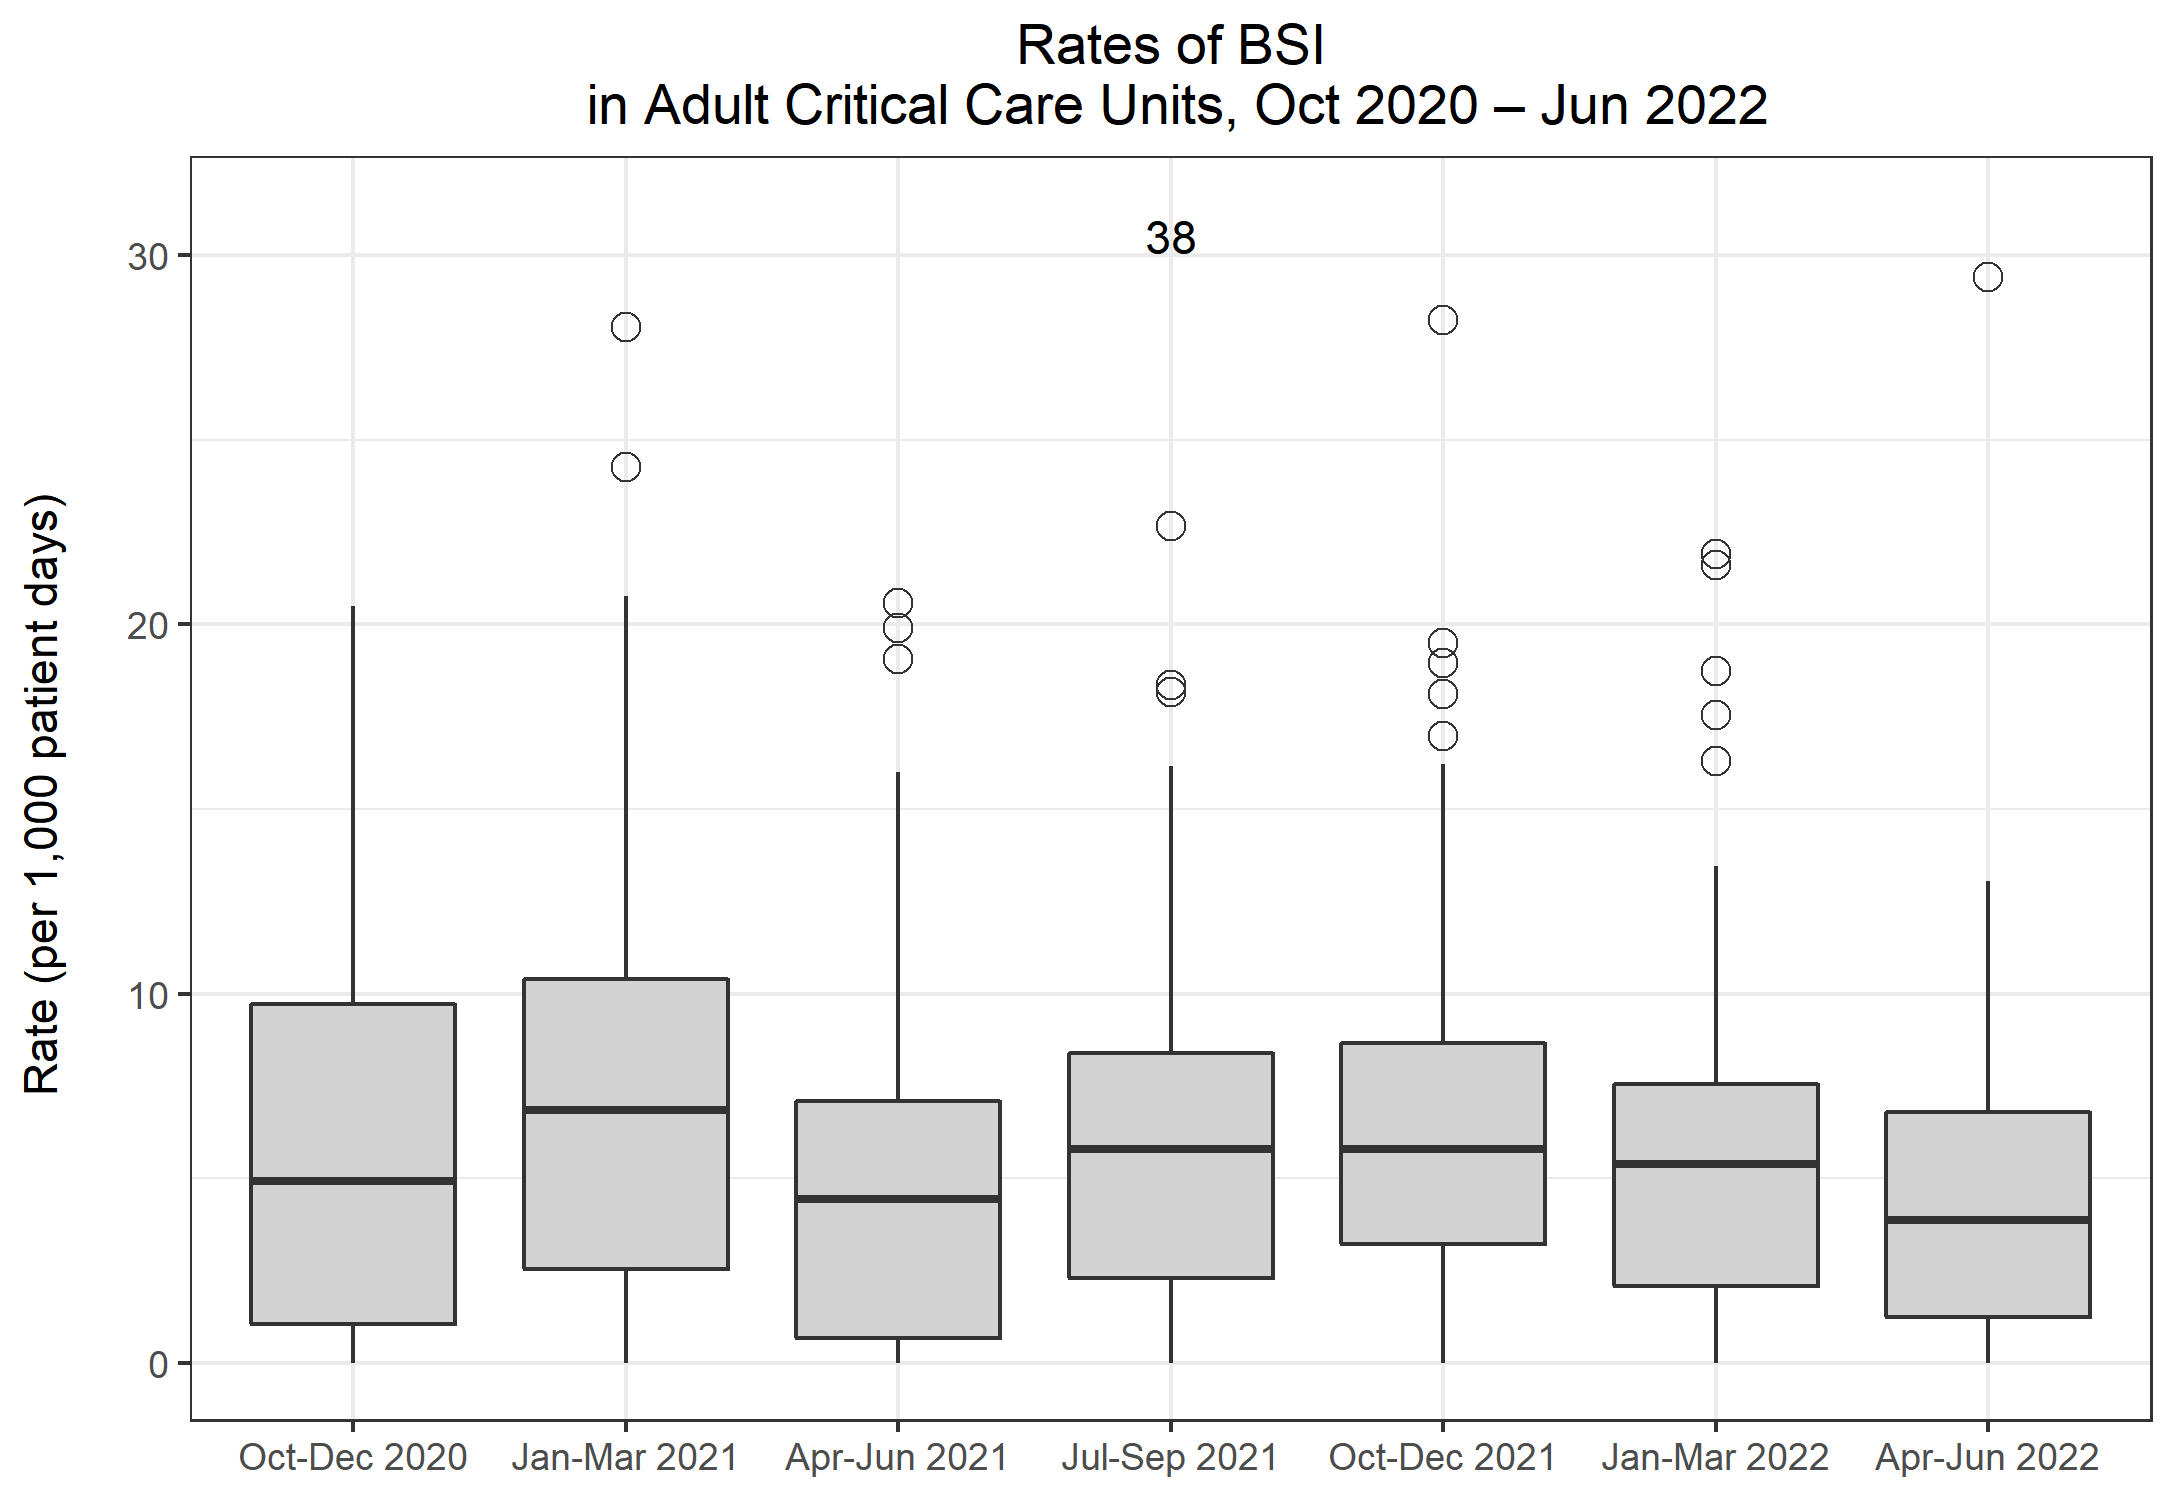 Rates of BSI
in Adult Critical Care Units, Oct 2020 – Jun 2022
Rate (per 1,000 patient days)
30
20
10
0
38
Oct-Dec 2020
Jan-Mar 2021
Apr-Jun 2021
Jul-Sep 2021
Oct-Dec 2021
Jan-Mar 2022
Apr-Jun 2022